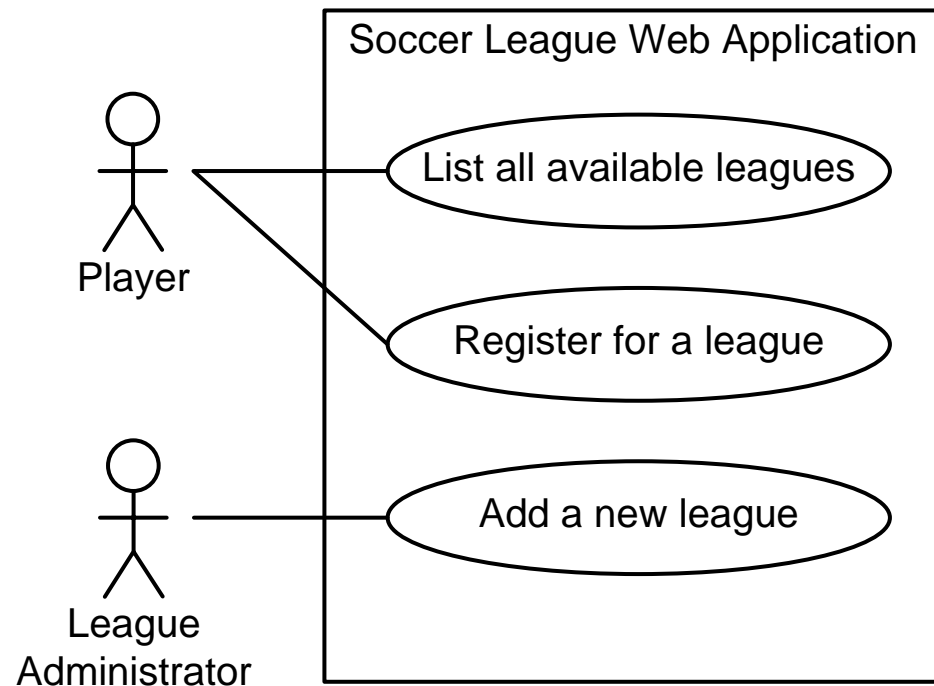 Soccer League Web Application
List all available leagues
Player
Register for a league
Add a new league
League
Administrator